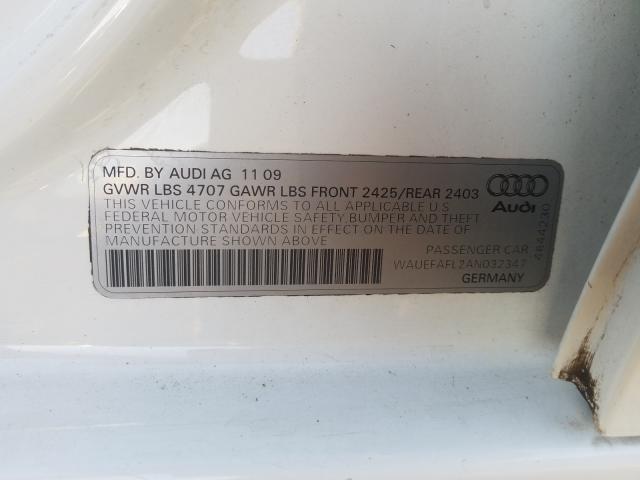 MFD. BY AUDI AG 11 09
GVWR LBS 4707 GAWR LBS FRONT 2425/REAR 2403
THIS VEHICLE CONFORMS TO ALL APPLICABLE U S
FEDERAL MOTOR VEHICLE SAFETY, BUMPER AND THEFT
PREVENTION STANDARDS IN EFFECT ON THE DATE OF
MANUFACTURE SHOWN ABOVE
PASSENGER CAR
WAUEFAFL2AN032347
GERMANY
Audi
4644230